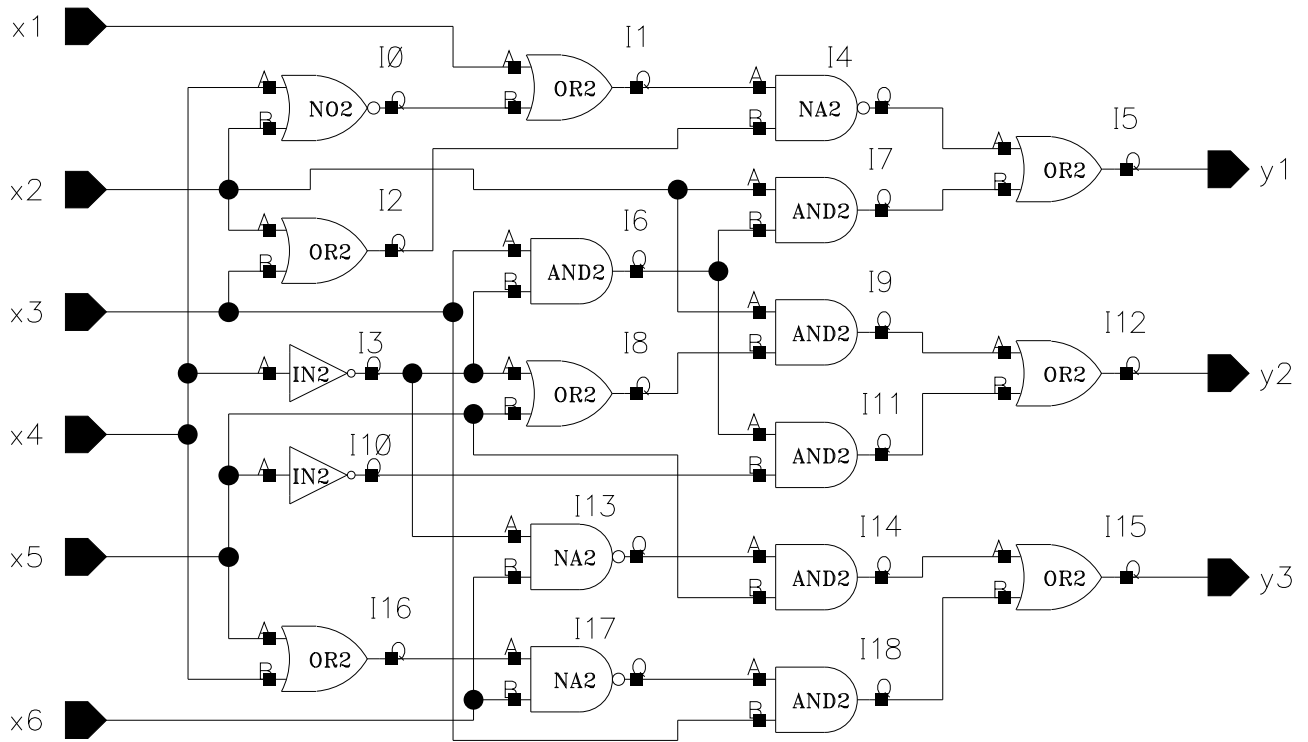 x1
I0
I1
I4
A
B
NO2
Q
A
B
OR2
Q
A
B
NA2
Q
I5
A
B
OR2
Q
y1
x2
I2
A
B
OR2
Q
I6
A
B
AND2
Q
I7
A
B
AND2
Q
x3
I3
A
IN2
Q
I8
A
B
OR2
Q
I9
A
B
AND2
Q
I12
A
B
OR2
Q
y2
x4
I10
A
IN2
Q
I11
A
B
AND2
Q
x5
I13
A
B
NA2
Q
I14
A
B
AND2
Q
I15
A
B
OR2
Q
y3
I16
A
B
OR2
Q
I17
A
B
NA2
Q
I18
A
B
AND2
Q
x6